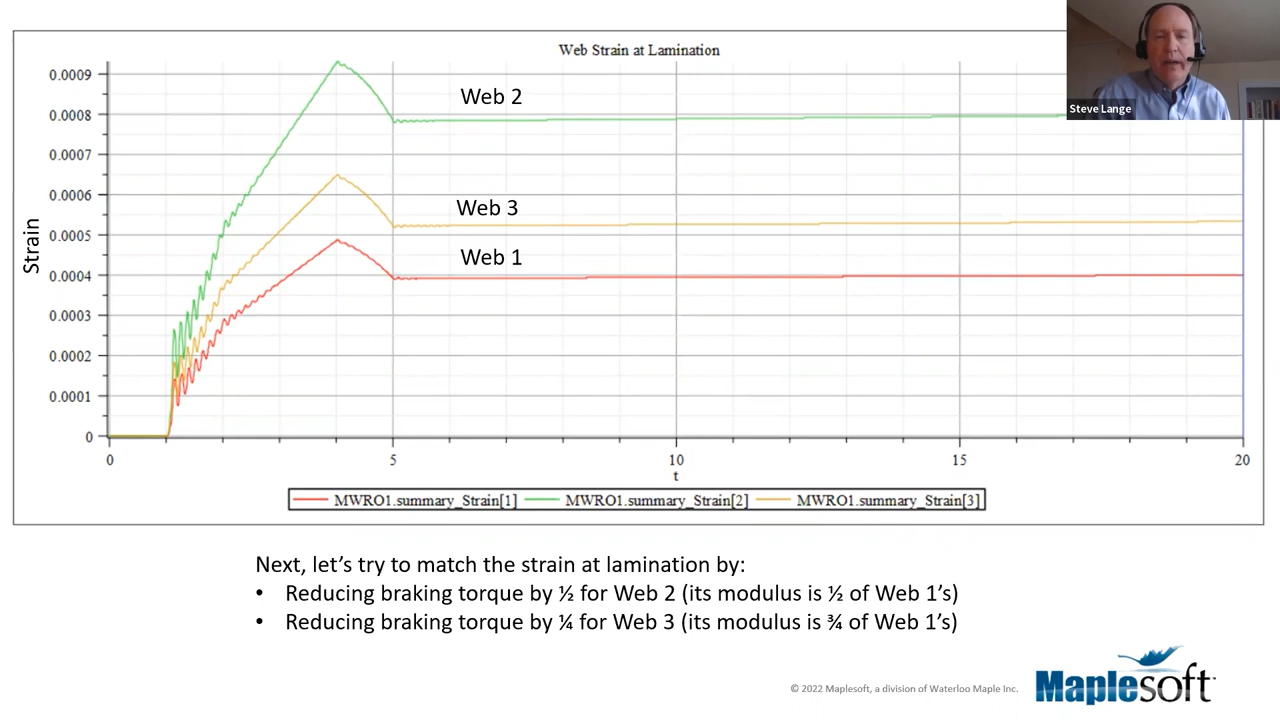 Web Strain at Lamination
Steve Lange
0.0009
0.0008
0.0007
0.0006
0.0005
0.0004
0.0003
0.0002
0.0001
0
Strain
Web 2
Web 3
Web 1
0 5 10 15 20
t
MWRO1.summary_Strain[1] MWRO1.summary_Strain[2] MWRO1.summary_Strain[3]
Next, let’s try to match the strain at lamination by:
• Reducing braking torque by ½ for Web 2 (its modulus is ½ of Web 1’s)
• Reducing braking torque by ¼ for Web 3 (its modulus is ¾ of Web 1’s)
© 2022 Maplesoft, a division of Waterloo Maple Inc.
Maplesoft